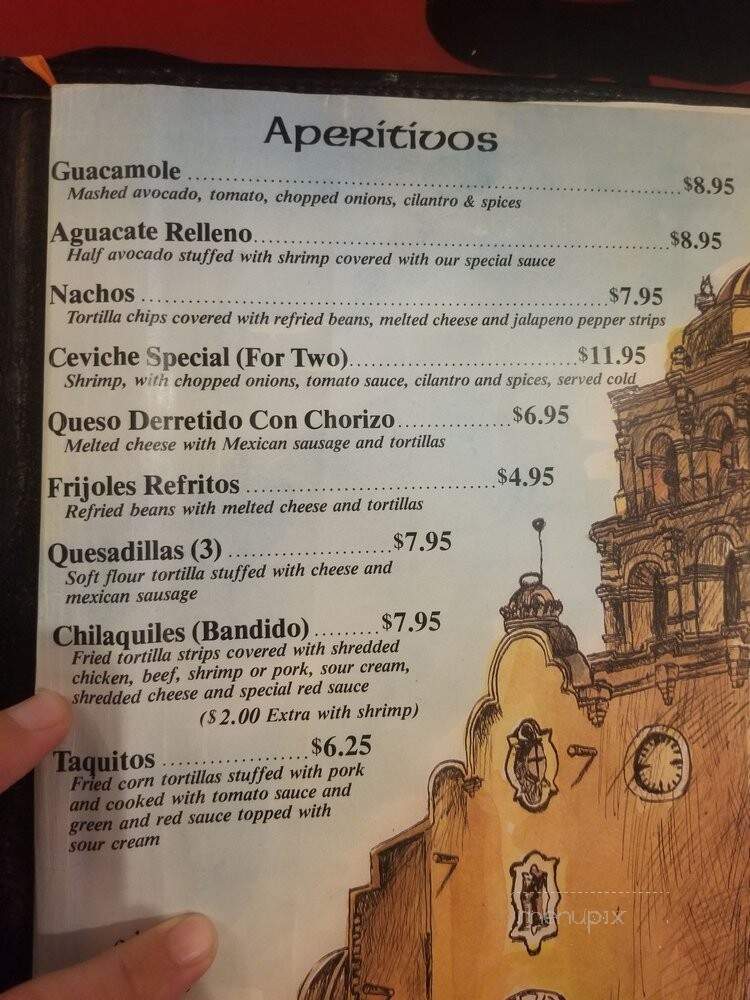 Aperitivos
Guacamole ........................................................................ $8.95
Mashed avocado, tomato, chopped onions, cilantro & spices
Aguacate Relleno............................................................ $8.95
Half avocado stuffed with shrimp covered with our special sauce
Nachos .................................................................. $7.95
Tortilla chips covered with refried beans, melted cheese and jalapeno pepper strips
Ceviche Special (For Two)................................. $11.95
Shrimp, with chopped onions, tomato sauce, cilantro and spices, served cold
Queso Derretido Con Chorizo................ $6.95
Melted cheese with Mexican sausage and tortillas
Frijoles Refritos .................................... $4.95
Refried beans with melted cheese and tortillas
Quesadillas (3) ....................... $7.95
Soft flour tortilla stuffed with cheese and
mexican sausage
Chilaquiles (Bandido) ......... $7.95
Fried tortilla strips covered with shredded
chicken, beef, shrimp or pork, sour cream,
shredded cheese and special red sauce
($2.00 Extra with shrimp)
Taquitos .................... $6.25
Fried corn tortillas stuffed with pork
and cooked with tomato sauce and
green and red sauce topped with
sour cream
menupix